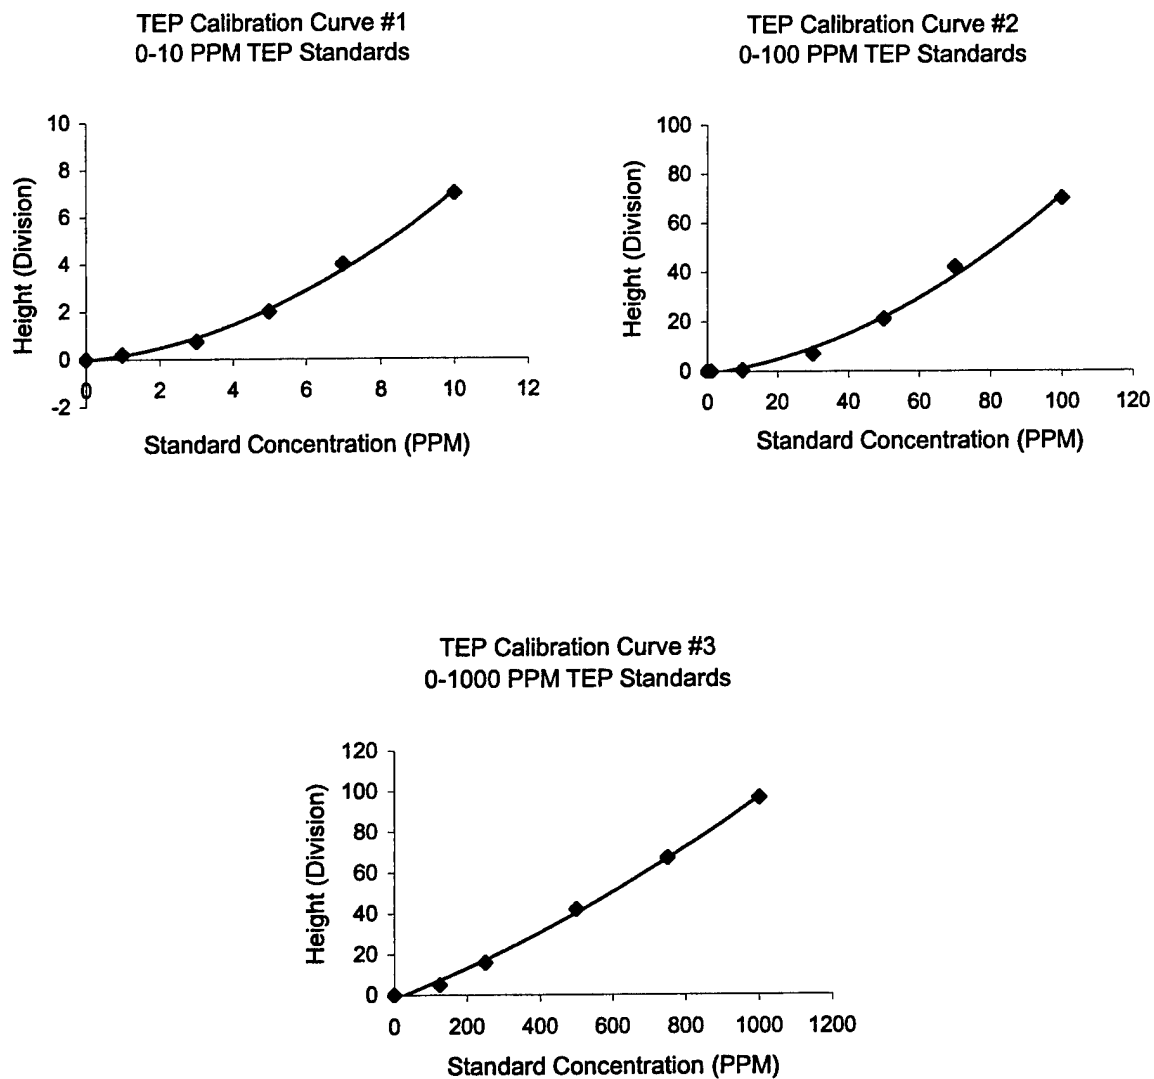 TEP Calibration Curve #1
0-10 PPM TEP Standards
Height (Division)
10
8
6
4
2
0
-2
0 2 4 6 8 10 12
Standard Concentration (PPM)
TEP Calibration Curve #2
0-100 PPM TEP Standards
Height (Division)
100
80
60
40
20
0
0 20 40 60 80 100 120
Standard Concentration (PPM)
TEP Calibration Curve #3
0-1000 PPM TEP Standards
Height (Division)
120
100
80
60
40
20
0
0 200 400 600 800 1000 1200
Standard Concentration (PPM)